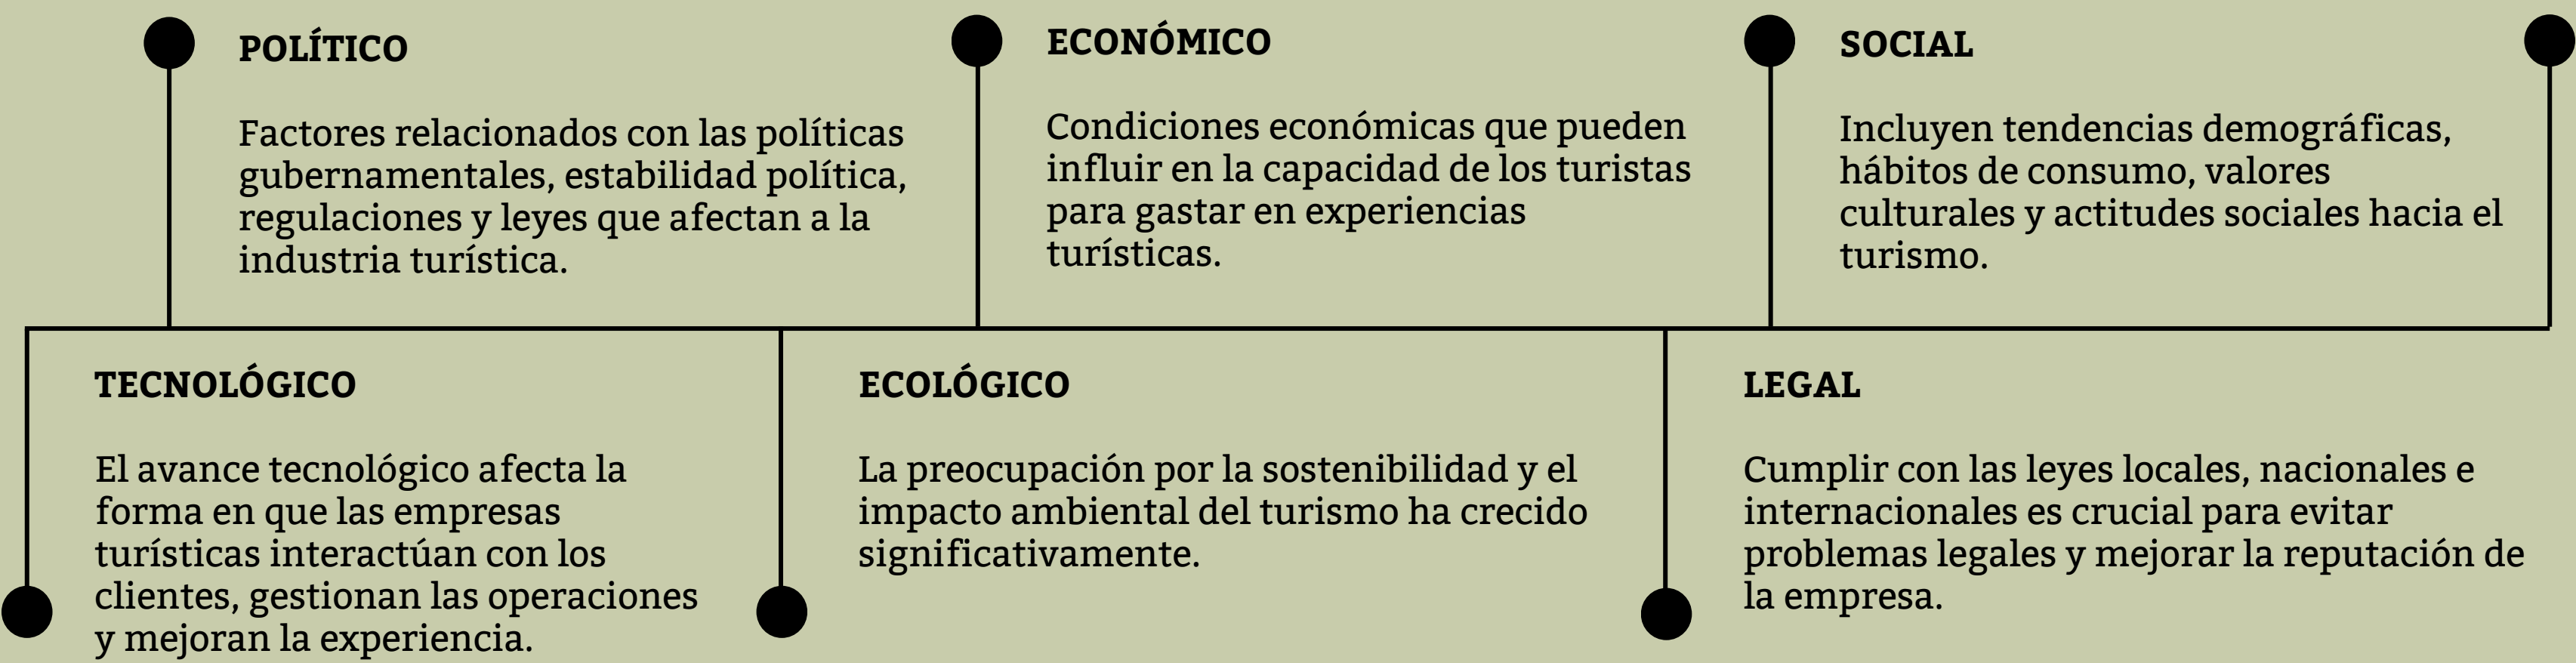 POLÍTICO
Factores relacionados con las políticas
gubernamentales, estabilidad política,
regulaciones y leyes que afectan a la
industria turística.
ECONÓMICO
Condiciones económicas que pueden
influir en la capacidad de los turistas
para gastar en experiencias
turísticas.
SOCIAL
Incluyen tendencias demográficas,
hábitos de consumo, valores
culturales y actitudes sociales hacia el
turismo.
TECNOLÓGICO
El avance tecnológico afecta la
forma en que las empresas
turísticas interactúan con los
clientes, gestionan las operaciones
y mejoran la experiencia.
ECOLÓGICO
La preocupación por la sostenibilidad y el
impacto ambiental del turismo ha crecido
significativamente.
LEGAL
Cumplir con las leyes locales, nacionales e
internacionales es crucial para evitar
problemas legales y mejorar la reputación de
la empresa.